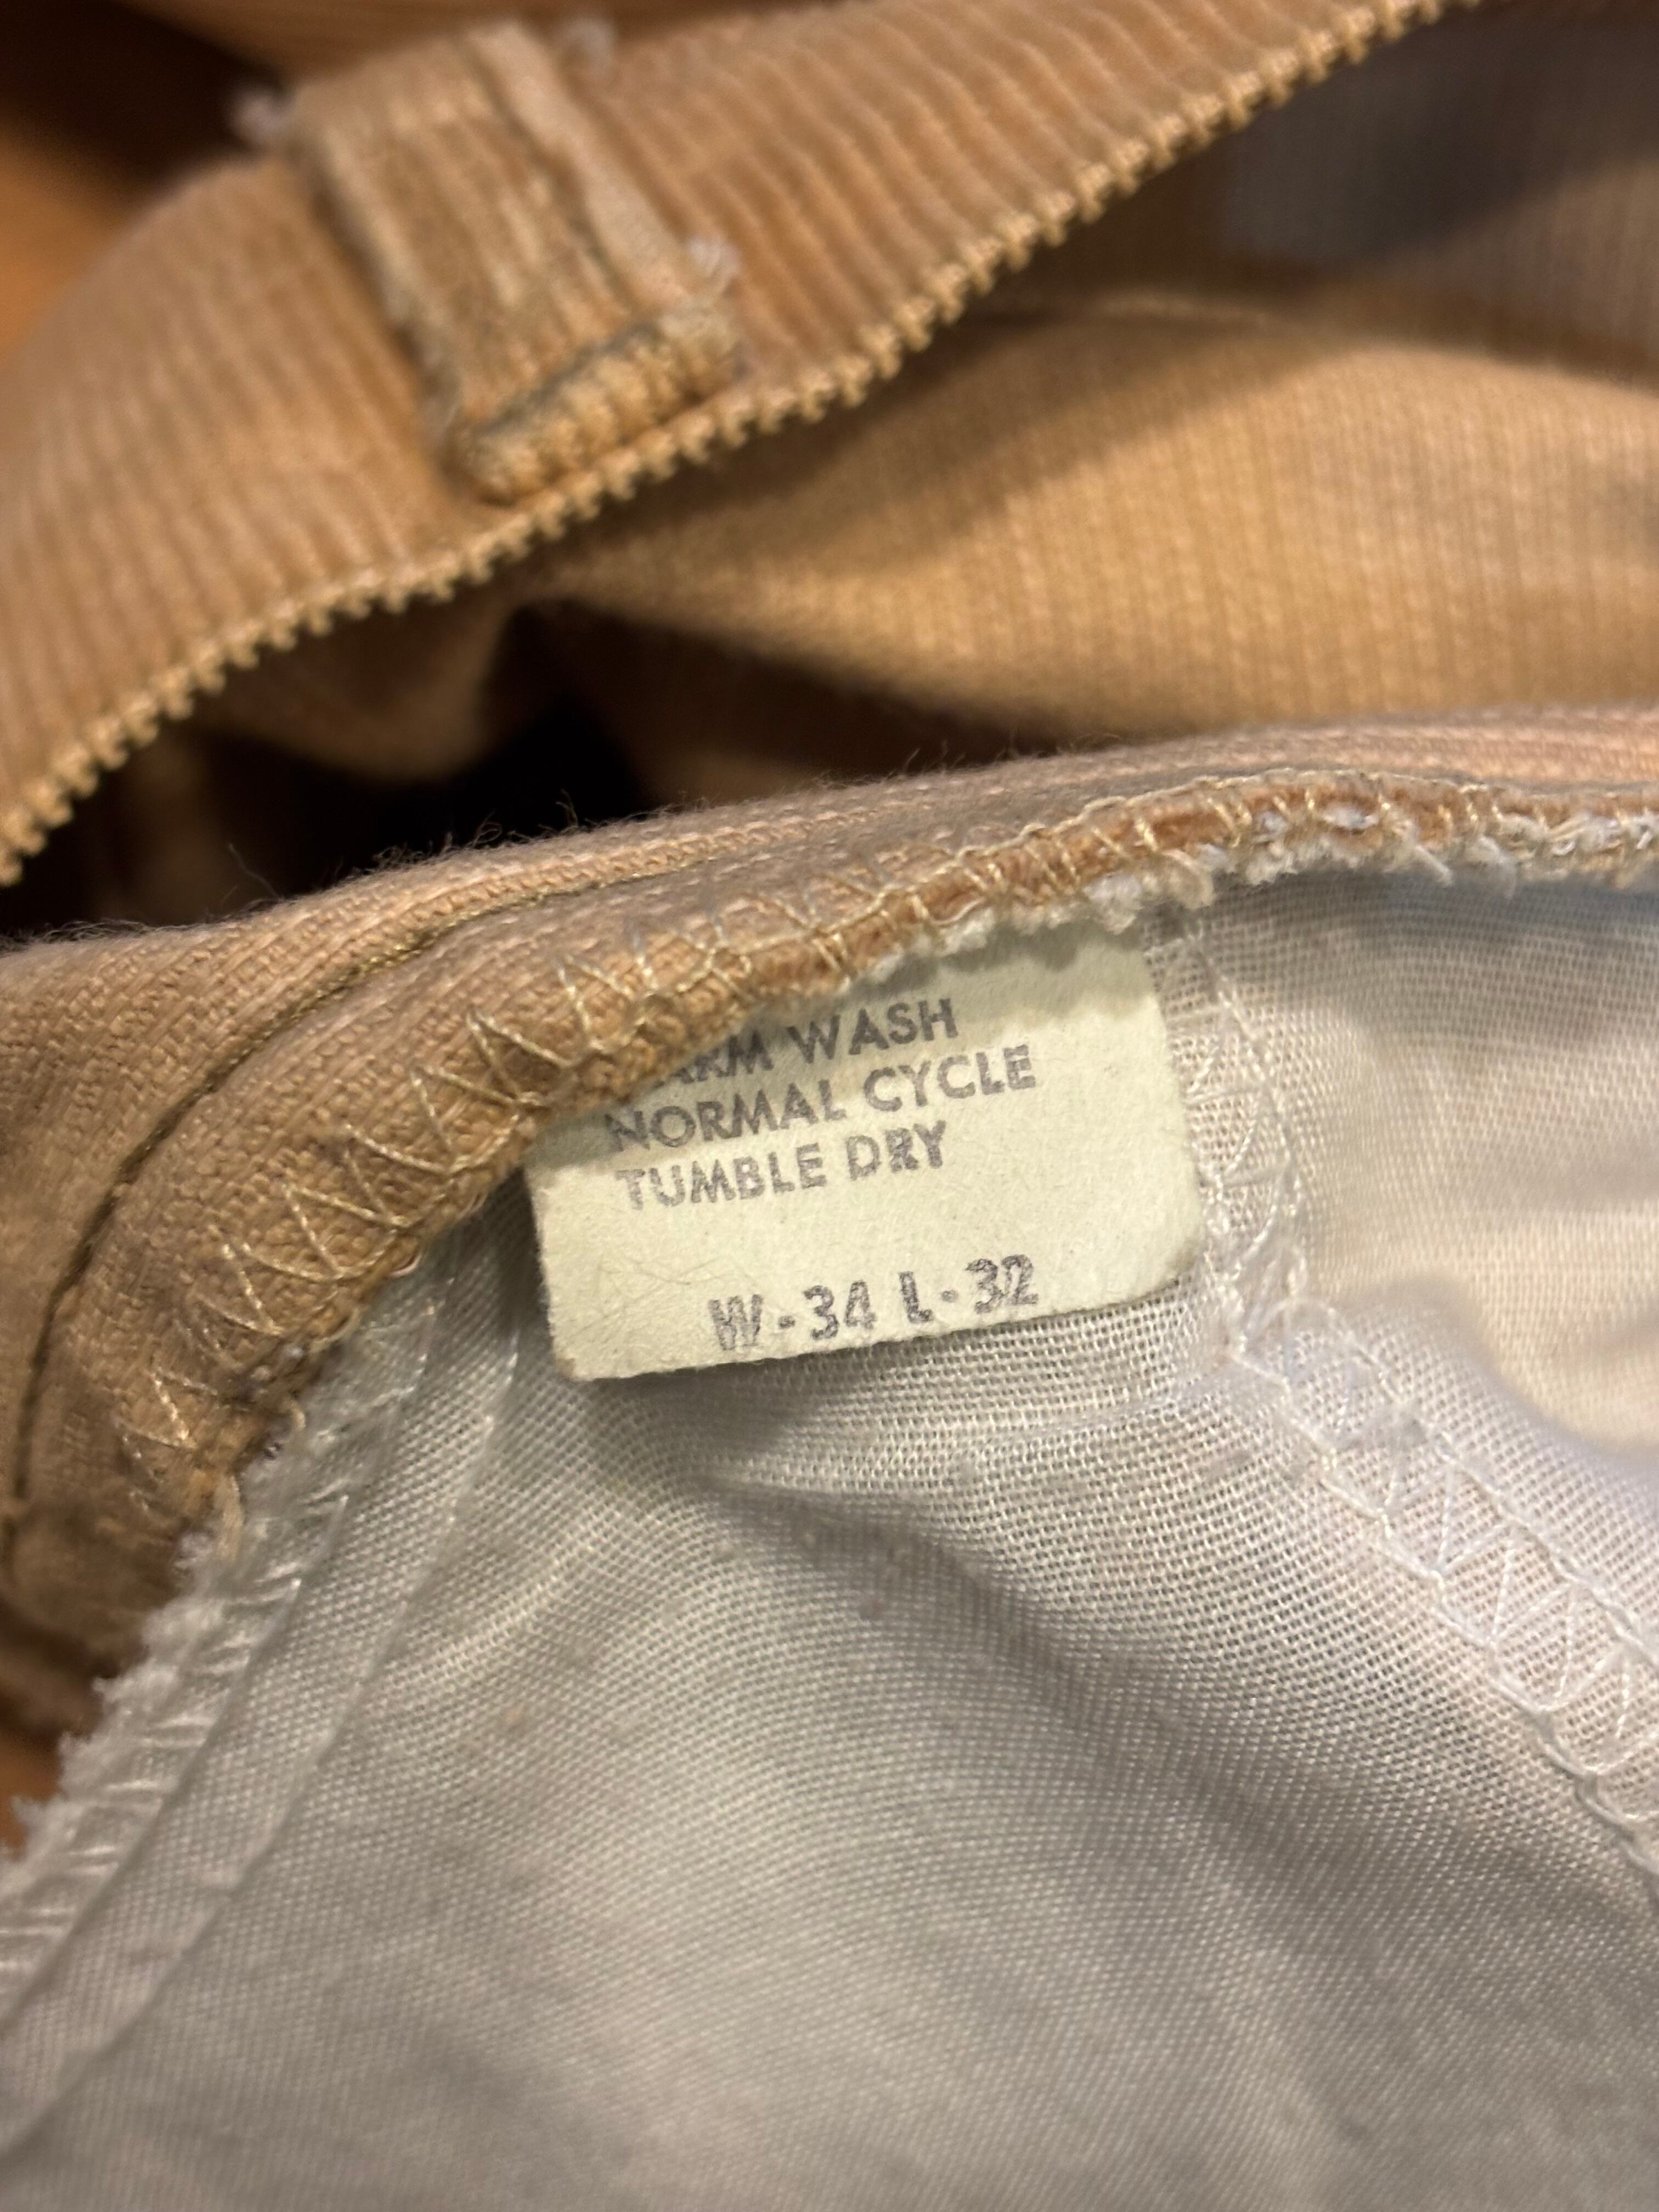 ARM WASH
NORMAL CYCLE
TUMBLE DRY
W-34 L-32